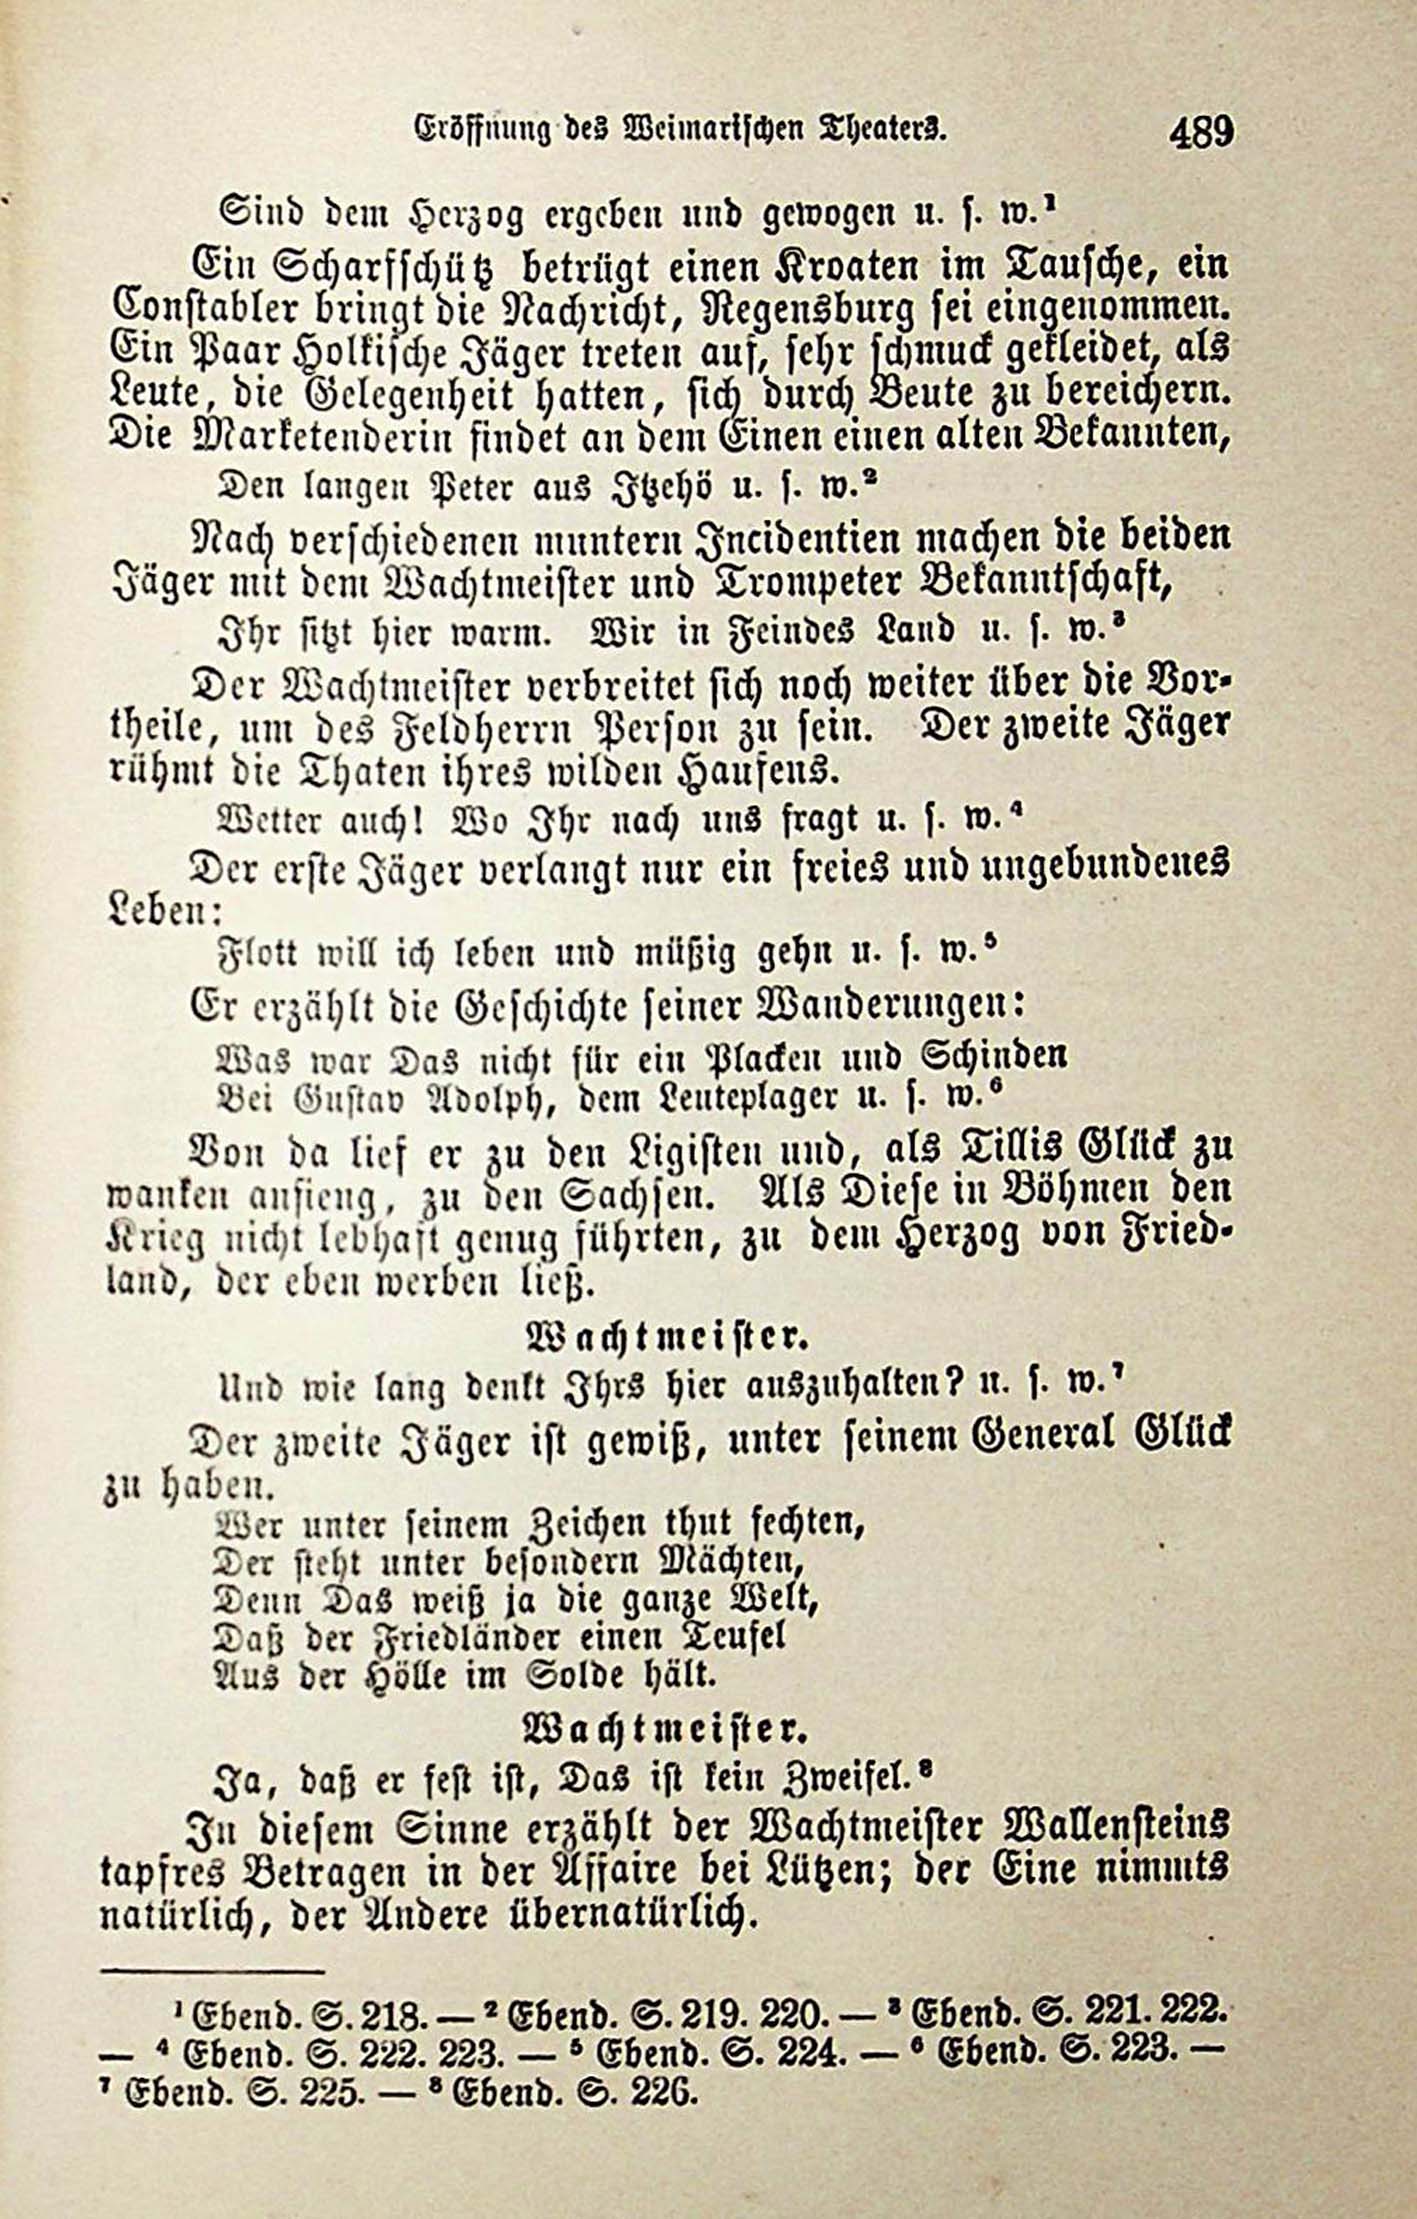 Eröffnung des Weimarischen Theaters. 489
Sind dem Herzog ergeben und gewogen u. s. w.¹
Ein Scharfschütz betrügt einen Kroaten im Tausche, ein
Constabler bringt die Nachricht, Regensburg sei eingenommen.
Ein Paar Holkische Jäger treten auf, sehr schmuck gekleidet, als
Leute, die Gelegenheit hatten, sich durch Beute zu bereichern.
Die Marketenderin findet an dem Einen einen alten Bekannten,
Den langen Peter aus Itzehö u. s. w.²
Nach verschiedenen muntern Incidentien machen die beiden
Jäger mit dem Wachtmeister und Trompeter Bekanntschaft,
Ihr sitzt hier warm. Wir in Feindes Land u. s. w.³
Der Wachtmeister verbreitet sich noch weiter über die Vor-
theile, um des Feldherrn Person zu sein. Der zweite Jäger
rühmt die Thaten ihres wilden Haufens.
Wetter auch! Wo Ihr nach uns fragt u. s. w.⁴
Der erste Jäger verlangt nur ein freies und ungebundenes
Leben:
Flott will ich leben und müßig gehn u. s. w.⁵
Er erzählt die Geschichte seiner Wanderungen:
Was war Das nicht für ein Placken und Schinden
Bei Gustav Adolph, dem Leuteplager u. s. w.⁶
Von da lief er zu den Ligisten und, als Tillis Glück zu
wanken anfieng, zu den Sachsen. Als Diese in Böhmen den
Krieg nicht lebhaft genug führten, zu dem Herzog von Fried-
land, der eben werben ließ.
Wachtmeister.
Und wie lang denkt Ihrs hier auszuhalten? u. s. w.⁷
Der zweite Jäger ist gewiß, unter seinem General Glück
zu haben.
Wer unter seinem Zeichen thut fechten,
Der steht unter besondern Mächten,
Denn Das weiß ja die ganze Welt,
Daß der Friedländer einen Teufel
Aus der Hölle im Solde hält.
Wachtmeister.
Ja, daß er fest ist, Das ist kein Zweifel.⁸
In diesem Sinne erzählt der Wachtmeister Wallensteins
tapfres Betragen in der Affaire bei Lützen; der Eine nimmts
natürlich, der Andere übernatürlich.
¹ Ebend. S. 218. — ² Ebend. S. 219. 220. — ³ Ebend. S. 221. 222.
— ⁴ Ebend. S. 222. 223. — ⁵ Ebend. S. 224. — ⁶ Ebend. S. 223. —
⁷ Ebend. S. 225. — ⁸ Ebend. S. 226.